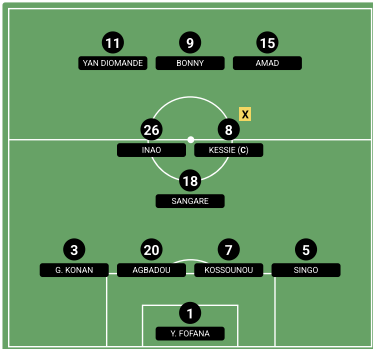 11 9 15
YAN DIOMANDE BONNY AMAD
X
26 8
INAO KESSIE (C)
18
SANGARE
3 20 7 5
G. KONAN AGBADOU KOSSOUNOU SINGO
1
Y. FOFANA